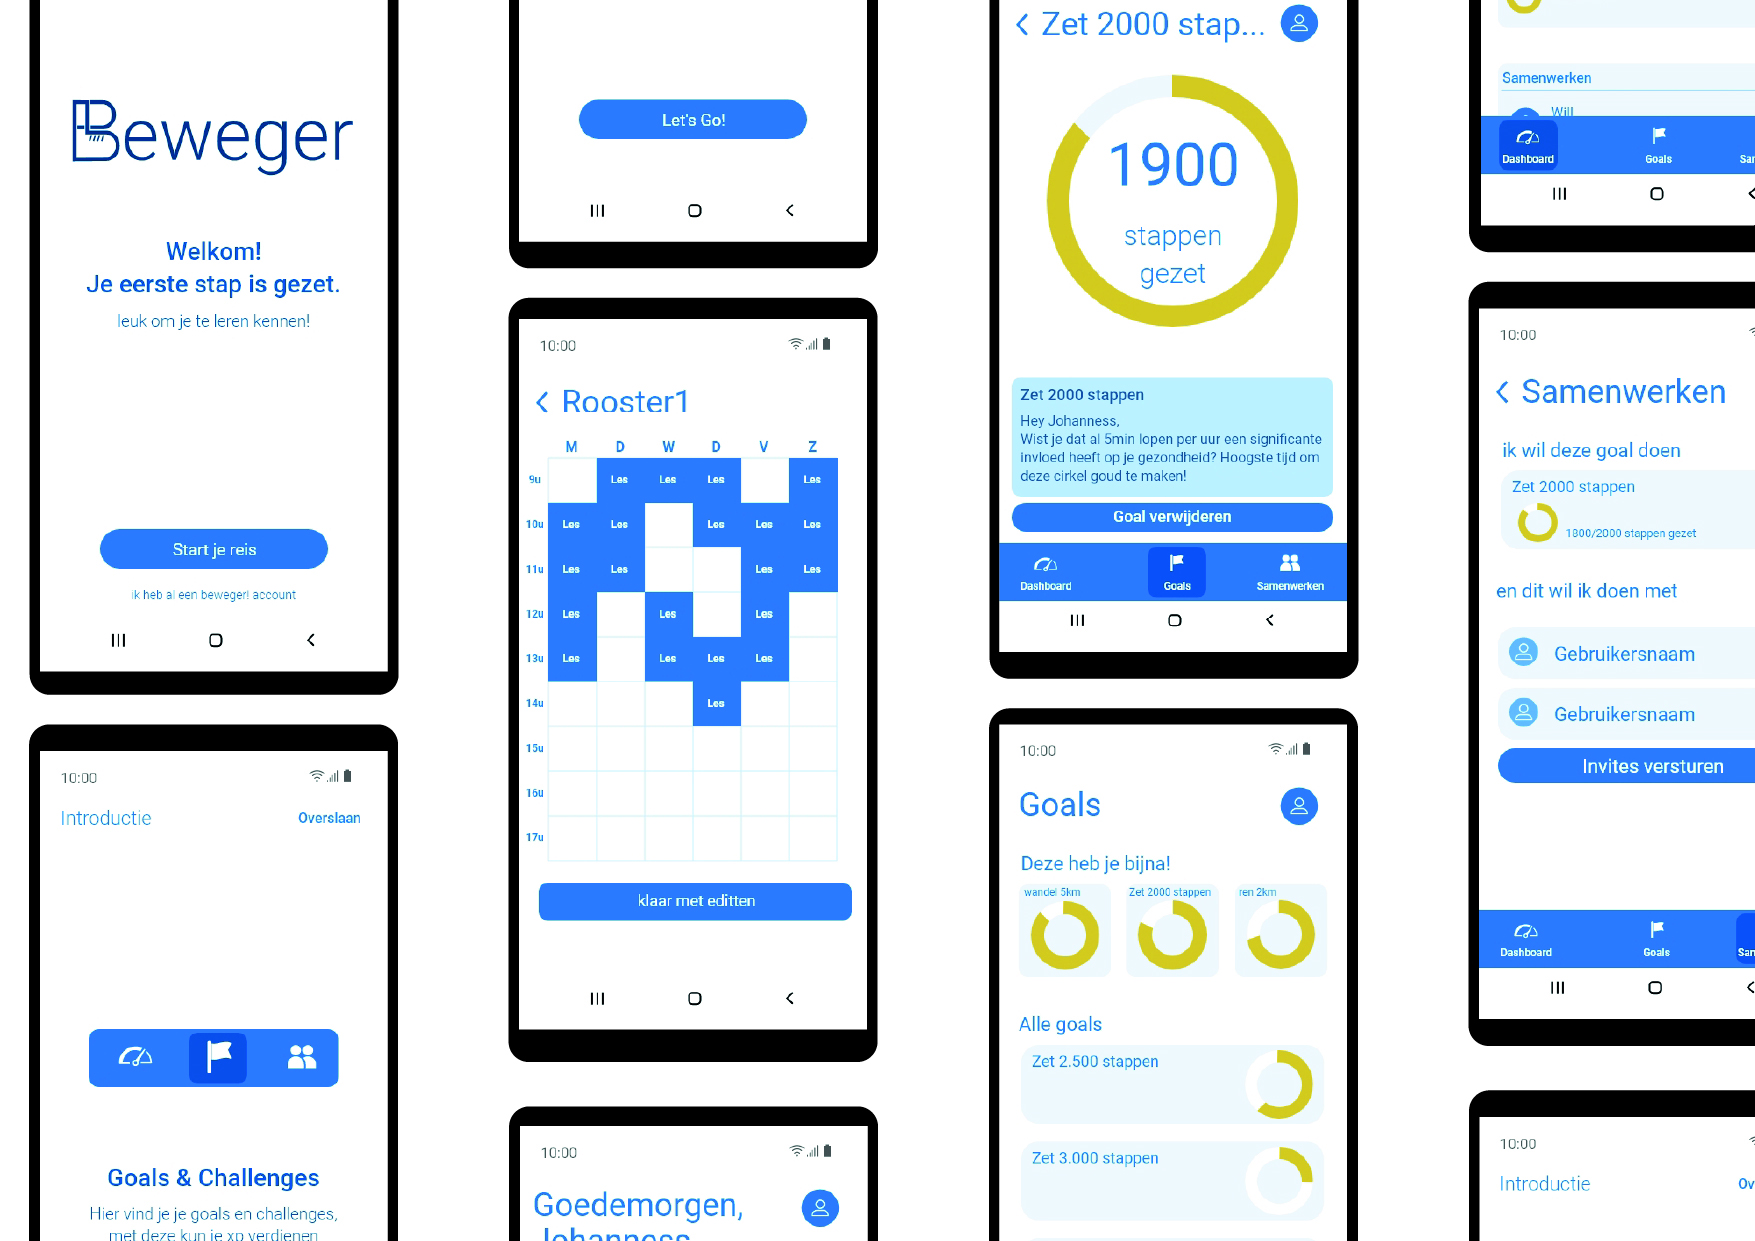 Beweger
Welkom!
Je eerste stap is gezet.
leuk om je te leren kennen!
Start je reis
ik heb al een beweger! account
10:00
Introductie
Overslaan
Goals & Challenges
Hier vind je je goals en challenges,
met deze kun je xp verdienen
Let's Go!
10:00
Rooster1
M D W D V Z
9u Les Les Les Les
10u Les Les Les Les Les
11u Les Les Les Les
12u Les Les Les
13u Les Les Les Les
14u Les
15u
16u
17u
klaar met editten
10:00
Goedemorgen,
Johanness
Zet 2000 stap...
1900
stappen
gezet
Zet 2000 stappen
Hey Johanness,
Wist je dat al 5min lopen per uur een significante
invloed heeft op je gezondheid? Hoogste tijd om
deze cirkel goud te maken!
Goal verwijderen
Dashboard Goals Samenwerken
10:00
Goals
Deze heb je bijna!
wandel 5km Zet 2000 stappen ren 2km
Alle goals
Zet 2.500 stappen
Zet 3.000 stappen
Samenwerken
Will
Dashboard Goals Sar
10:00
Samenwerken
ik wil deze goal doen
Zet 2000 stappen
1800/2000 stappen gezet
en dit wil ik doen met
Gebruikersnaam
Gebruikersnaam
Invites versturen
Dashboard Goals Sar
10:00
Introductie
Ov